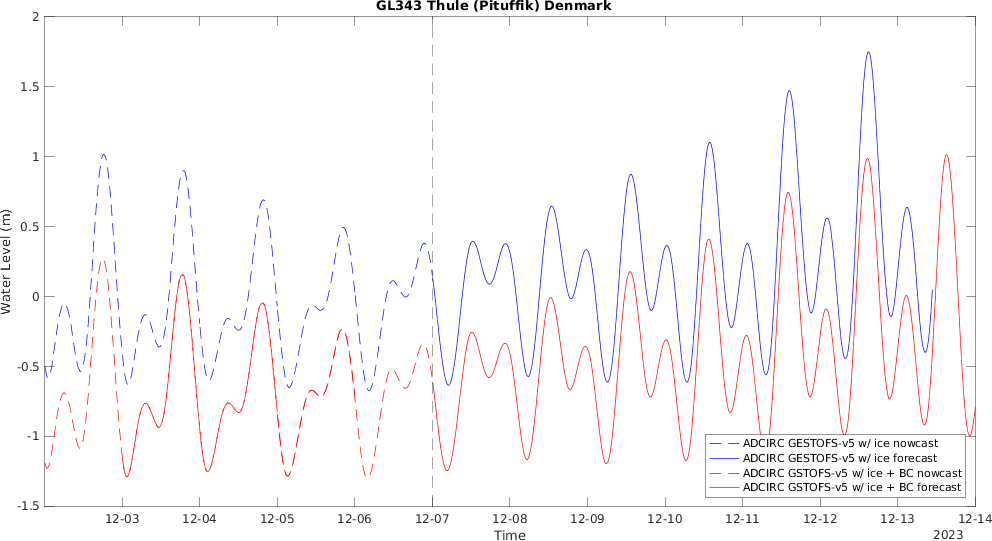 GL343 Thule (Pituffik) Denmark
Water Level (m)
2
1.5
1
0.5
0
-0.5
-1
-1.5
ADCIRC GESTOFS-v5 w/ ice nowcast
ADCIRC GESTOFS-v5 w/ ice forecast
ADCIRC GSTOFS-v5 w/ ice + BC nowcast
ADCIRC GSTOFS-v5 w/ ice + BC forecast
12-03 12-04 12-05 12-06 12-07 12-08 12-09 12-10 12-11 12-12 12-13 12-14
Time
2023